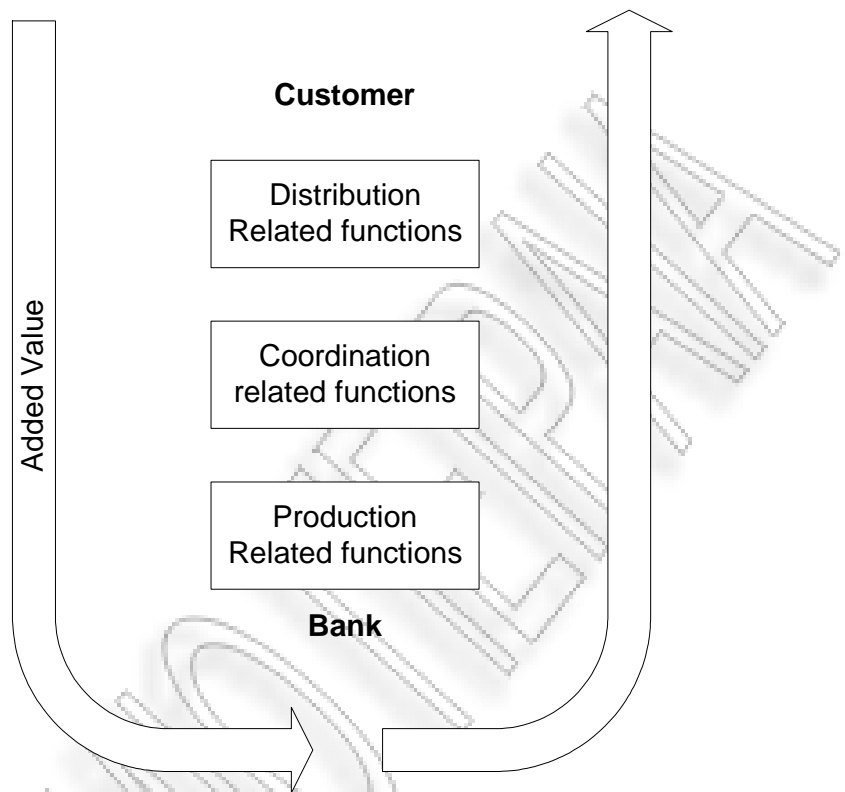 Customer
Distribution
Related functions
Coordination
related functions
Added Value
Production
Related functions
Bank